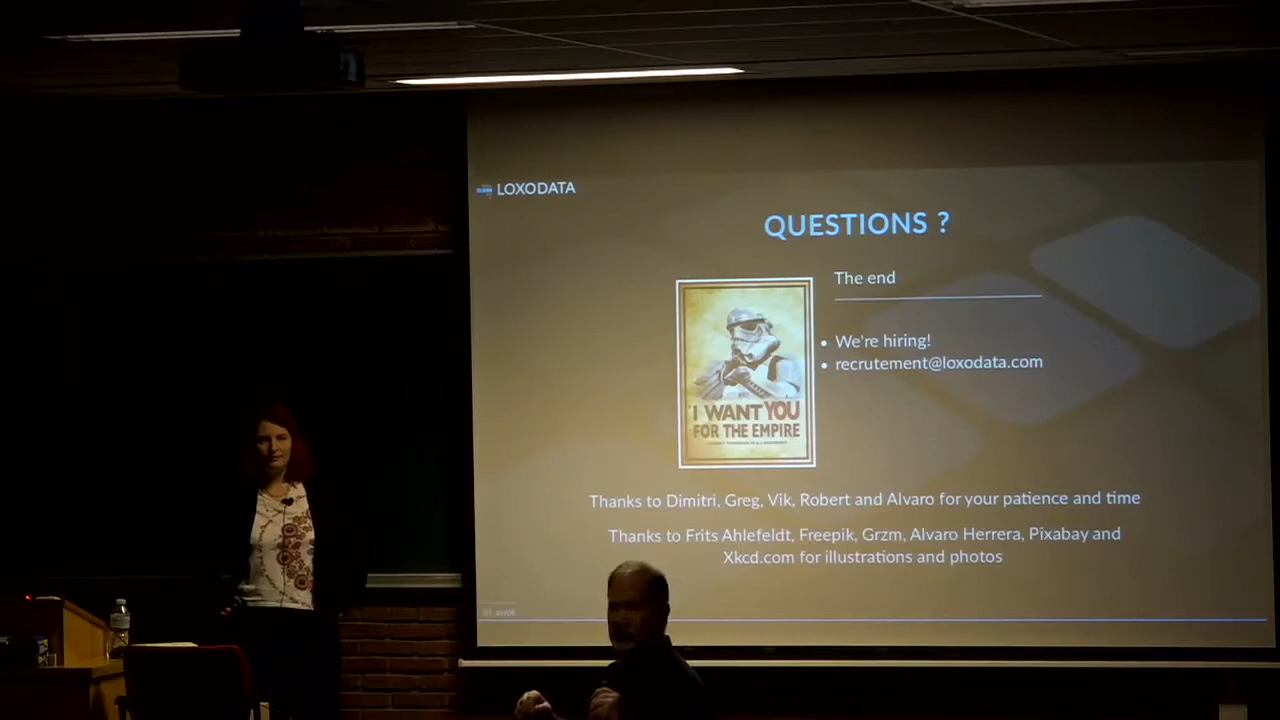 LOXODATA
QUESTIONS ?
The end
• We're hiring!
• recrutement@loxodata.com
I WANT YOU
FOR THE EMPIRE
Thanks to Dimitri, Greg, Vik, Robert and Alvaro for your patience and time
Thanks to Frits Ahlefeldt, Freepik, Grzm, Alvaro Herrera, Pixabay and
Xkcd.com for illustrations and photos